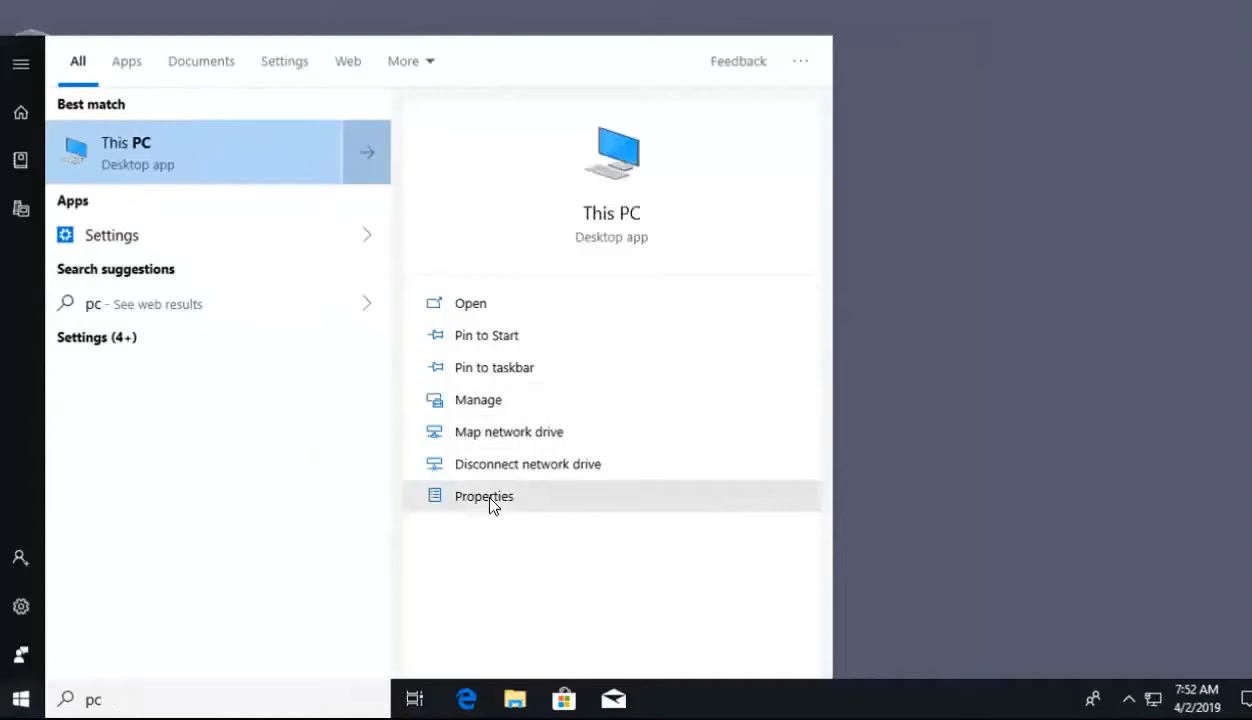 All Apps Documents Settings Web More Feedback ...
Best match
This PC
Desktop app
Apps
Settings
Search suggestions
pc - See web results
Settings (4+)
This PC
Desktop app
Open
Pin to Start
Pin to taskbar
Manage
Map network drive
Disconnect network drive
Properties
pc
7:52 AM
4/2/2019